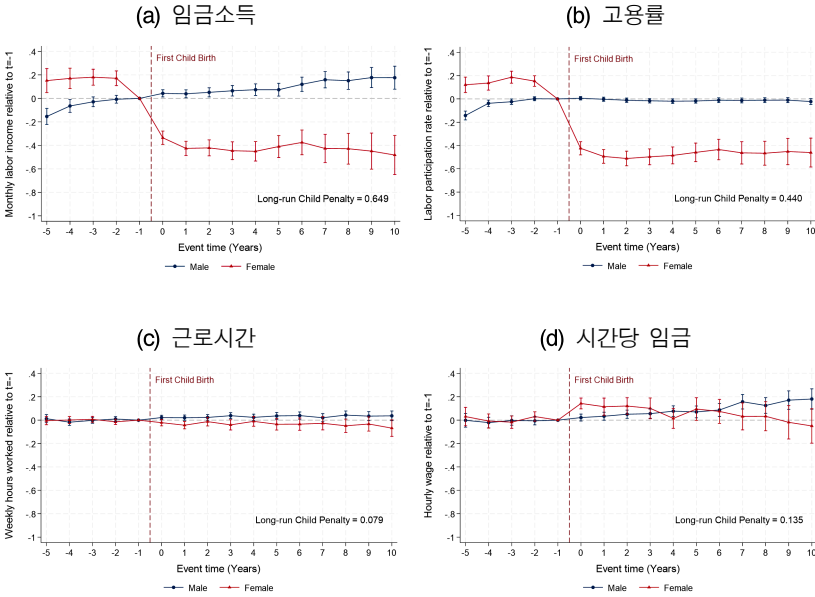 (a) 임금소득
Monthly labor income relative to t=-1
.4
.2
0
-.2
-.4
-.6
-.8
-1
First Child Birth
Long-run Child Penalty = 0.649
-5 -4 -3 -2 -1 0 1 2 3 4 5 6 7 8 9 10
Event time (Years)
Male Female
(b) 고용률
Labor participation rate relative to t=-1
.4
.2
0
-.2
-.4
-.6
-.8
-1
First Child Birth
Long-run Child Penalty = 0.440
-5 -4 -3 -2 -1 0 1 2 3 4 5 6 7 8 9 10
Event time (Years)
Male Female
(c) 근로시간
Weekly hours worked relative to t=-1
.4
.2
0
-.2
-.4
-.6
-.8
-1
First Child Birth
Long-run Child Penalty = 0.079
-5 -4 -3 -2 -1 0 1 2 3 4 5 6 7 8 9 10
Event time (Years)
Male Female
(d) 시간당 임금
Hourly wage relative to t=-1
.4
.2
0
-.2
-.4
-.6
-.8
-1
First Child Birth
Long-run Child Penalty = 0.135
-5 -4 -3 -2 -1 0 1 2 3 4 5 6 7 8 9 10
Event time (Years)
Male Female